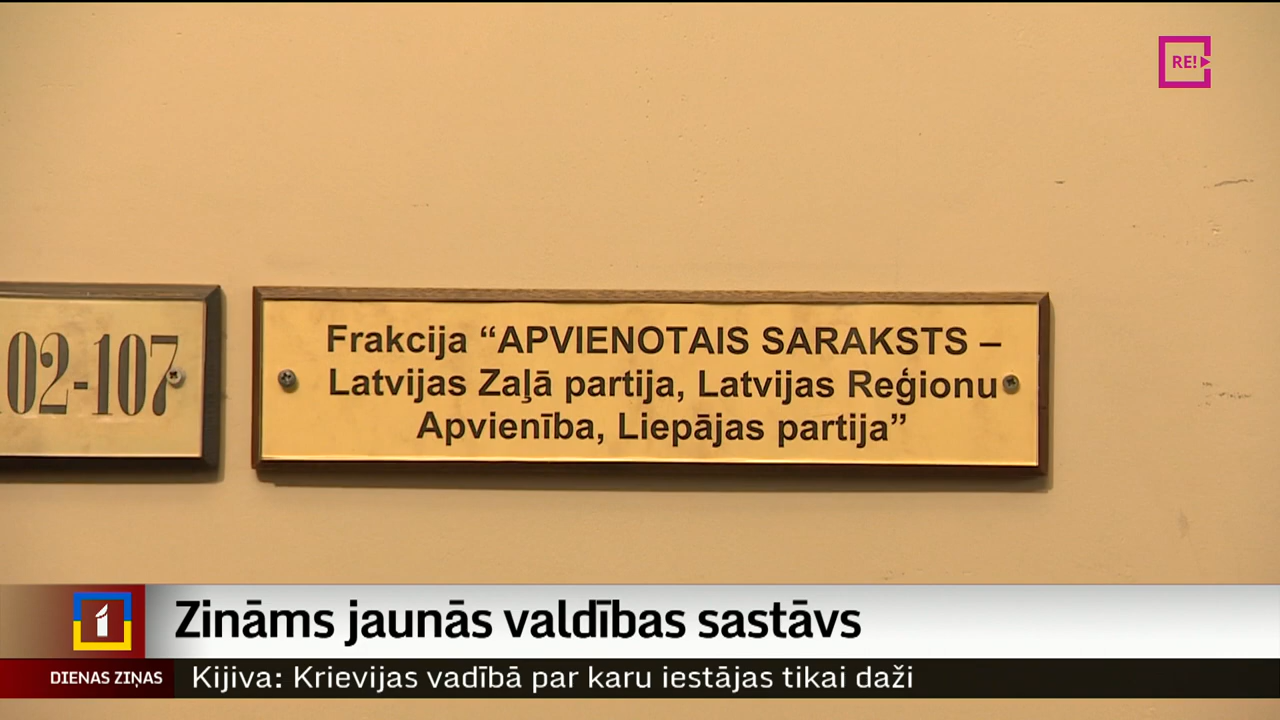 RE!
02-107
Frakcija “APVIENOTAIS SARAKSTS –
Latvijas Zaļā partija, Latvijas Reģionu
Apvienība, Liepājas partija”
1
Zināms jaunās valdības sastāvs
DIENAS ZIŅAS
Kijiva: Krievijas vadībā par karu iestājas tikai daži